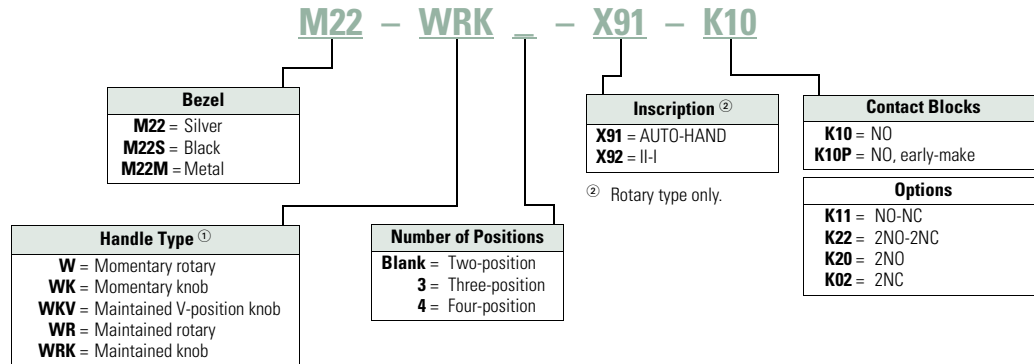 M22 – WRK _ – X91 – K10
Bezel
M22 = Silver
M22S = Black
M22M = Metal
Inscription ②
X91 = AUTO-HAND
X92 = II-I
② Rotary type only.
Contact Blocks
K10 = NO
K10P = NO, early-make
Options
K11 = NO-NC
K22 = 2NO-2NC
K20 = 2NO
K02 = 2NC
Handle Type ①
W = Momentary rotary
WK = Momentary knob
WKV = Maintained V-position knob
WR = Maintained rotary
WRK = Maintained knob
Number of Positions
Blank = Two-position
3 = Three-position
4 = Four-position